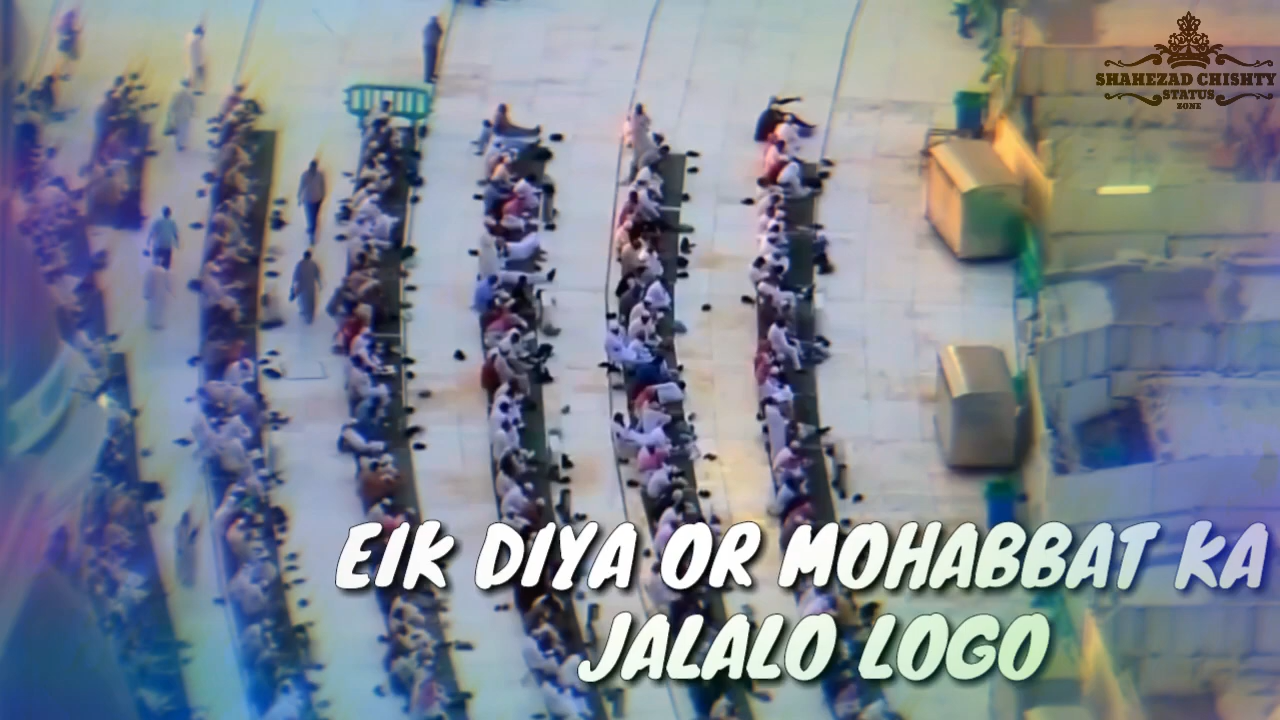 SHAHEZAD CHISHTY
STATUS
ZONE
EIK DIYA OR MOHABBAT KA
JALALO LOGO